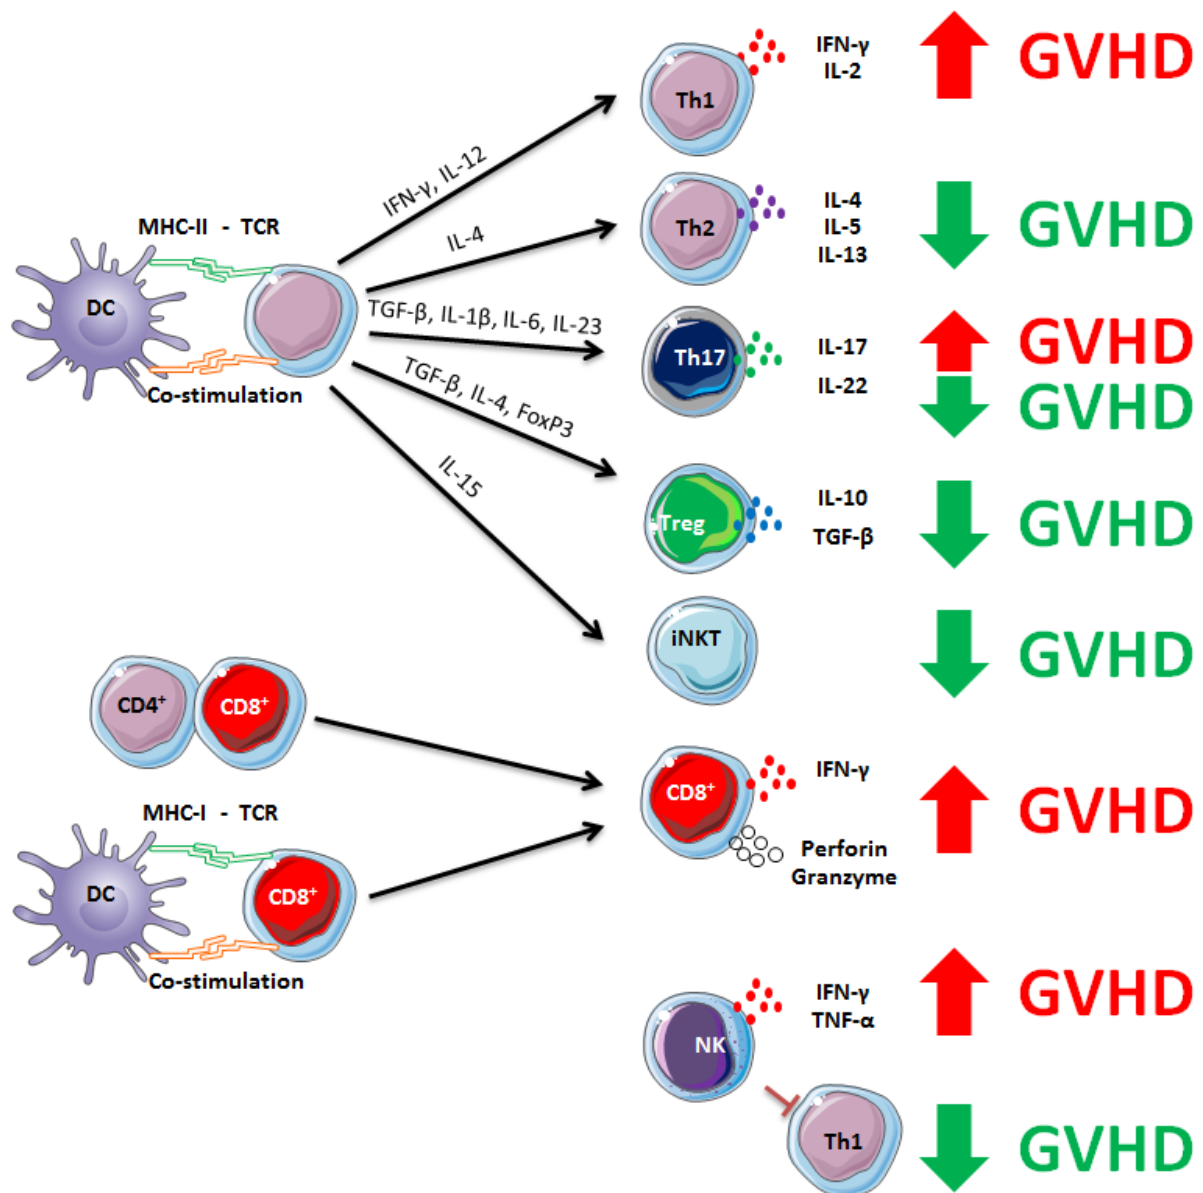 IFN-γ
IL-2
GVHD
Th1
IFN-γ, IL-12
MHC-II - TCR
IL-4
Th2
IL-4
IL-5
IL-13
GVHD
DC
TGF-β, IL-1β, IL-6, IL-23
Th17
IL-17
IL-22
GVHD
GVHD
Co-stimulation
TGF-β, IL-4, FoxP3
iTreg
IL-10
TGF-β
GVHD
IL-15
iNKT
GVHD
CD4⁺
CD8⁺
CD8⁺
IFN-γ
Perforin
Granzyme
GVHD
MHC-I - TCR
DC
CD8⁺
Co-stimulation
NK
IFN-γ
TNF-α
GVHD
Th1
GVHD